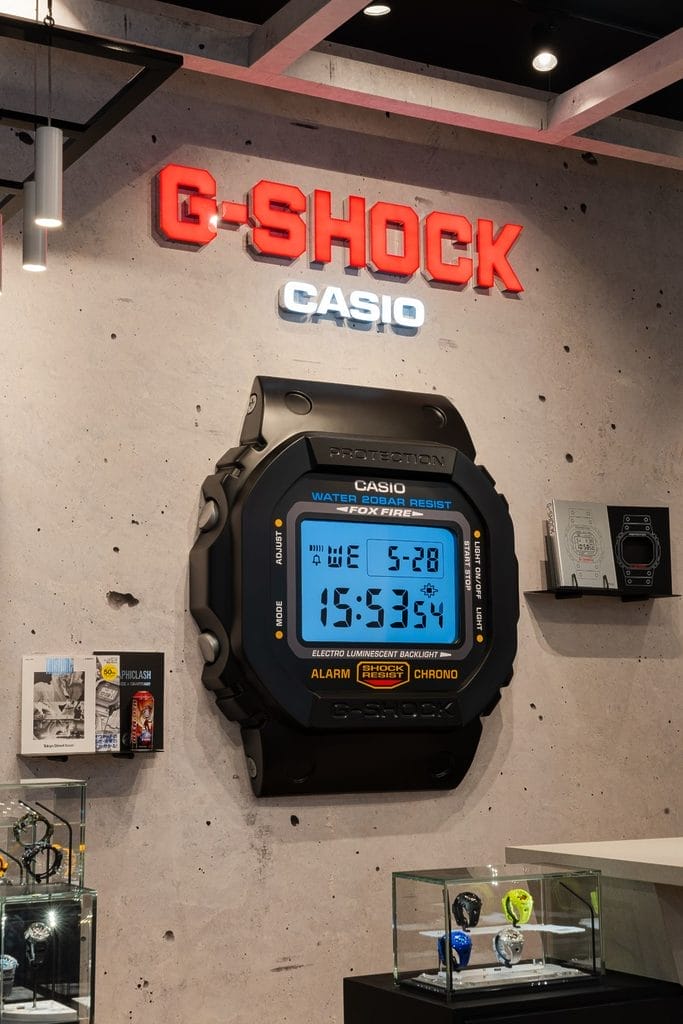 G-SHOCK
CASIO
PROTECTION
CASIO
WATER 20BAR RESIST
FOX FIRE
ADJUST
MODE
LIGHT ON/OFF
START STOP
LIGHT
WE 5-28
15:53 54
ELECTRO LUMINESCENT BACKLIGHT
ALARM SHOCK RESIST CHRONO
G-SHOCK